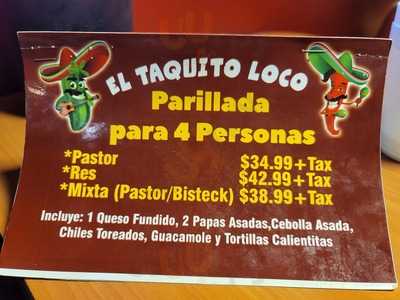 EL TAQUITO LOCO
Parillada
para 4 Personas
*Pastor $34.99+Tax
*Res $42.99+Tax
*Mixta (Pastor/Bisteck) $38.99+Tax
Incluye: 1 Queso Fundido, 2 Papas Asadas,Cebolla Asada,
Chiles Toreados, Guacamole y Tortillas Calientitas